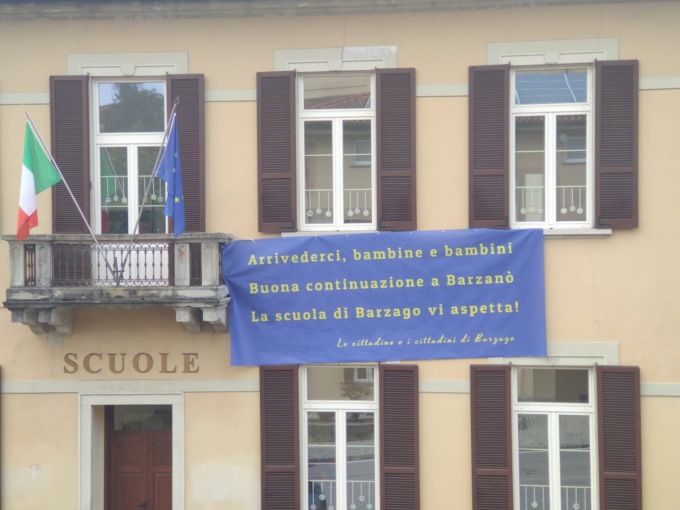 Arrivederci, bambine e bambini
Buona continuazione a Barzanò
La scuola di Barzago vi aspetta!
Le cittadine e i cittadini di Barzago
SCUOLE